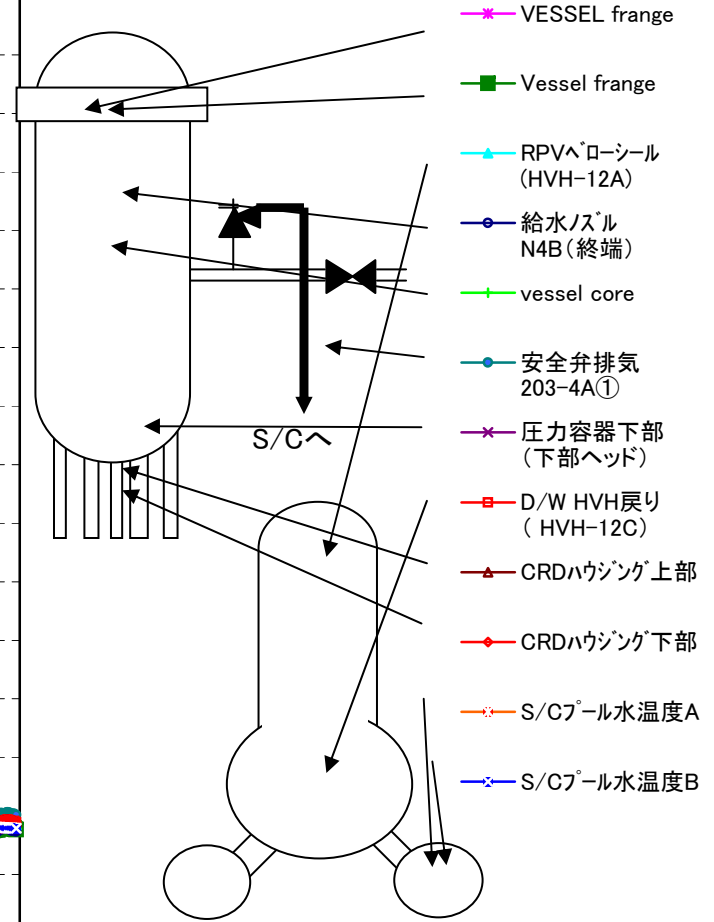 VESSEL frange
Vessel frange
RPVﾍﾞﾛｰｼｰﾙ
(HVH-12A)
給水ﾉｽﾞﾙ
N4B(終端)
vessel core
安全弁排気
203-4A①
圧力容器下部
(下部ヘッド)
D/W HVH戻り
( HVH-12C)
CRDﾊｳｼﾞﾝｸﾞ上部
CRDﾊｳｼﾞﾝｸﾞ下部
S/Cﾌﾟｰﾙ水温度A
S/Cﾌﾟｰﾙ水温度B
S/Cへ